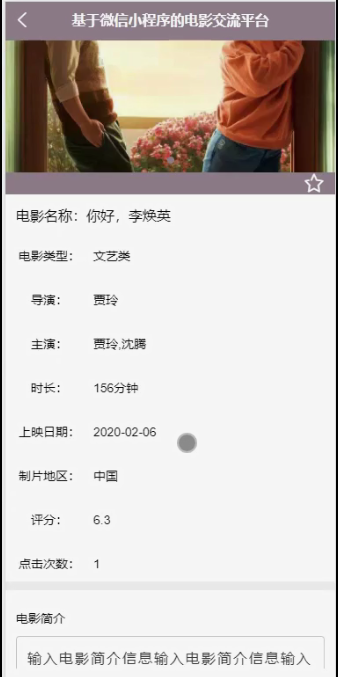 基于微信小程序的电影交流平台
电影名称：你好，李焕英
电影类型： 文艺类
导演： 贾玲
主演： 贾玲,沈腾
时长： 156分钟
上映日期： 2020-02-06
制片地区： 中国
评分： 6.3
点击次数： 1
电影简介
输入电影简介信息输入电影简介信息输入